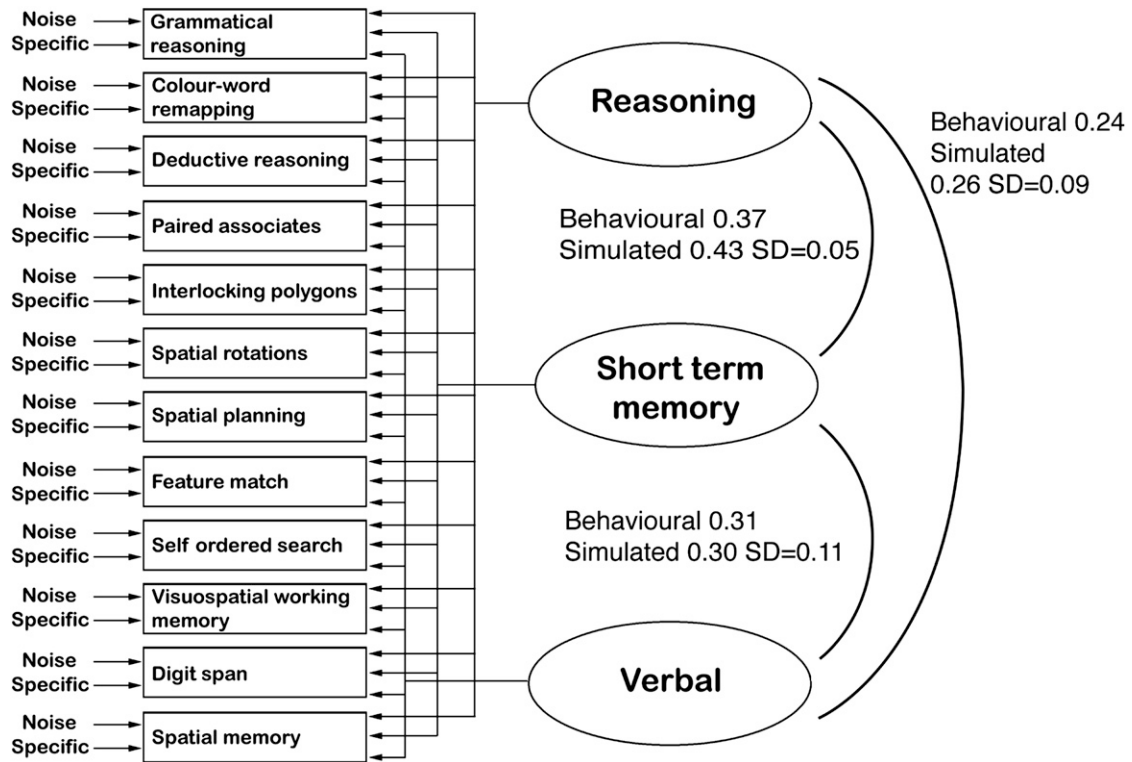 Noise
Specific
Grammatical
reasoning
Noise
Specific
Colour-word
remapping
Noise
Specific
Deductive reasoning
Noise
Specific
Paired associates
Noise
Specific
Interlocking polygons
Noise
Specific
Spatial rotations
Noise
Specific
Spatial planning
Noise
Specific
Feature match
Noise
Specific
Self ordered search
Noise
Specific
Visuospatial working
memory
Noise
Specific
Digit span
Noise
Specific
Spatial memory
Reasoning
Short term
memory
Verbal
Behavioural 0.37
Simulated 0.43 SD=0.05
Behavioural 0.31
Simulated 0.30 SD=0.11
Behavioural 0.24
Simulated
0.26 SD=0.09